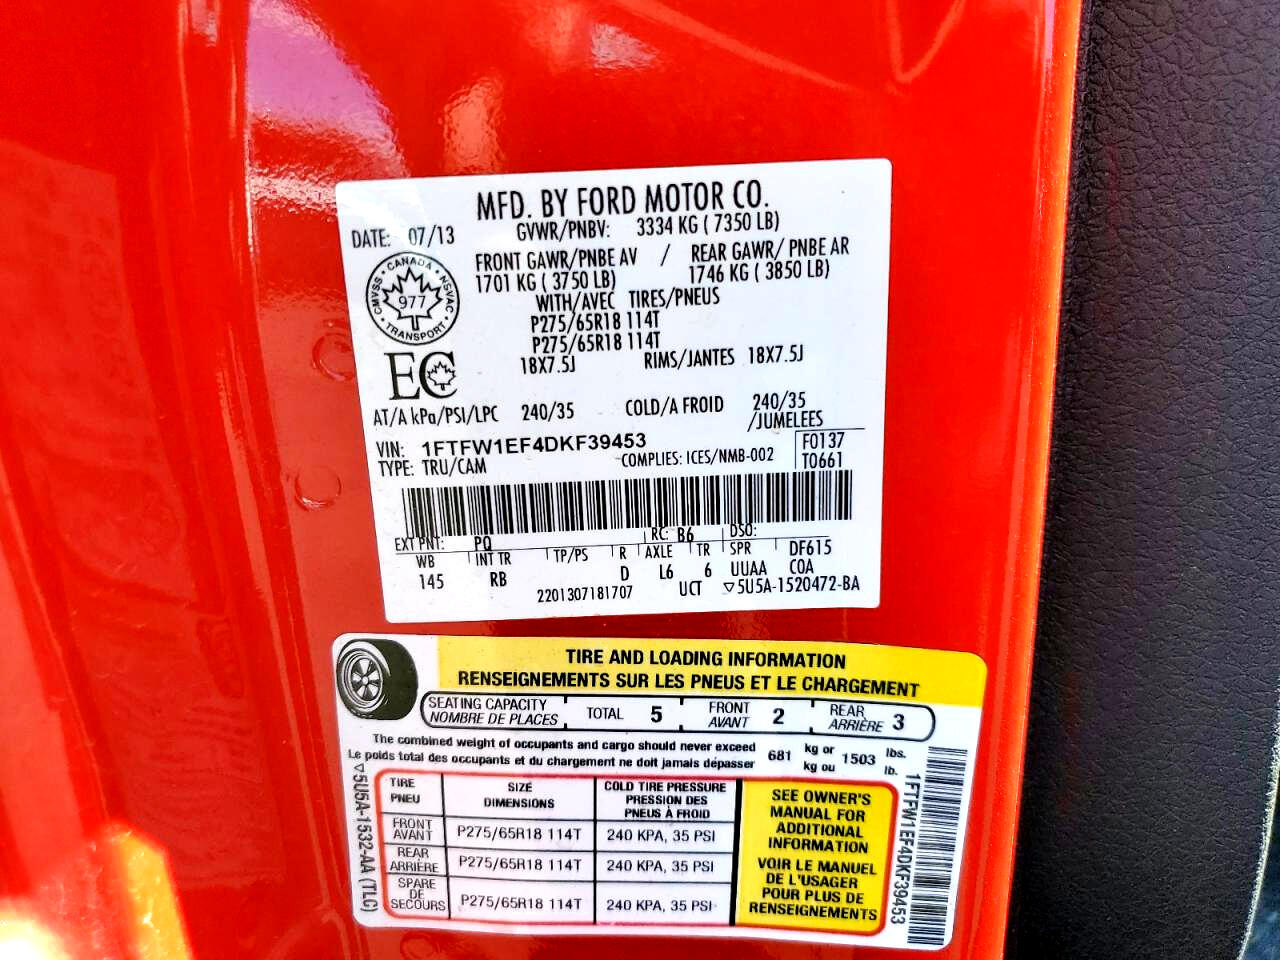 MFD. BY FORD MOTOR CO.
DATE: 07/13
GVWR/PNBV: 3334 KG ( 7350 LB)
FRONT GAWR/PNBE AV / REAR GAWR/ PNBE AR
1701 KG ( 3750 LB) 1746 KG ( 3850 LB)
WITH/AVEC TIRES/PNEUS
P275/65R18 114T
P275/65R18 114T
18X7.5J RIMS/JANTES 18X7.5J
CANADA
CMVSS • NSVAC
977
TRANSPORT
EC
AT/A kPa/PSI/LPC 240/35 COLD/A FROID 240/35
/JUMELEES
VIN: 1FTFW1EF4DKF39453
F0137
TYPE: TRU/CAM COMPLIES: ICES/NMB-002
T0661
EXT PNT: PQ RC: B6 DSO:
WB INT TR TP/PS R AXLE TR SPR DF615
145 RB D L6 6 UUAA COA
2201307181707 UCT ▽5U5A-1520472-BA
TIRE AND LOADING INFORMATION
RENSEIGNEMENTS SUR LES PNEUS ET LE CHARGEMENT
SEATING CAPACITY
NOMBRE DE PLACES
TOTAL 5
FRONT
AVANT 2
REAR
ARRIÈRE 3
The combined weight of occupants and cargo should never exceed 681 kg or 1503 lbs.
Le poids total des occupants et du chargement ne doit jamais dépasser kg ou lb.
TIRE
PNEU
SIZE
DIMENSIONS
COLD TIRE PRESSURE
PRESSION DES
PNEUS À FROID
FRONT
AVANT
P275/65R18 114T 240 KPA, 35 PSI
REAR
ARRIÈRE
P275/65R18 114T 240 KPA, 35 PSI
SPARE
DE
SECOURS
P275/65R18 114T 240 KPA, 35 PSI
SEE OWNER'S
MANUAL FOR
ADDITIONAL
INFORMATION
VOIR LE MANUEL
DE L'USAGER
POUR PLUS DE
RENSEIGNEMENTS
▽5U5A-1532-AA (TLC)
1FTFW1EF4DKF39453